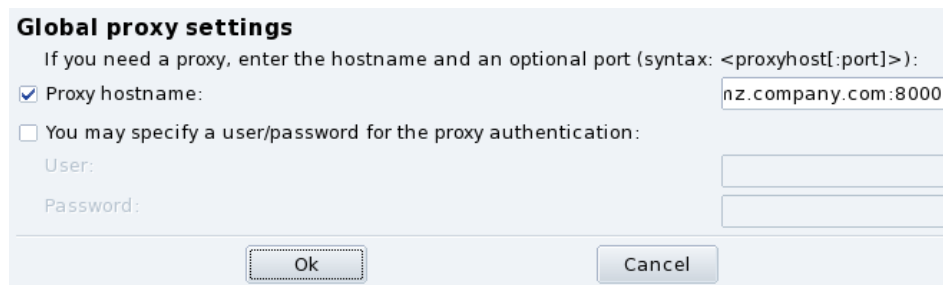 Global proxy settings
If you need a proxy, enter the hostname and an optional port (syntax: <proxyhost[:port]>):
Proxy hostname: nz.company.com:8000
You may specify a user/password for the proxy authentication:
User:
Password:
Ok Cancel